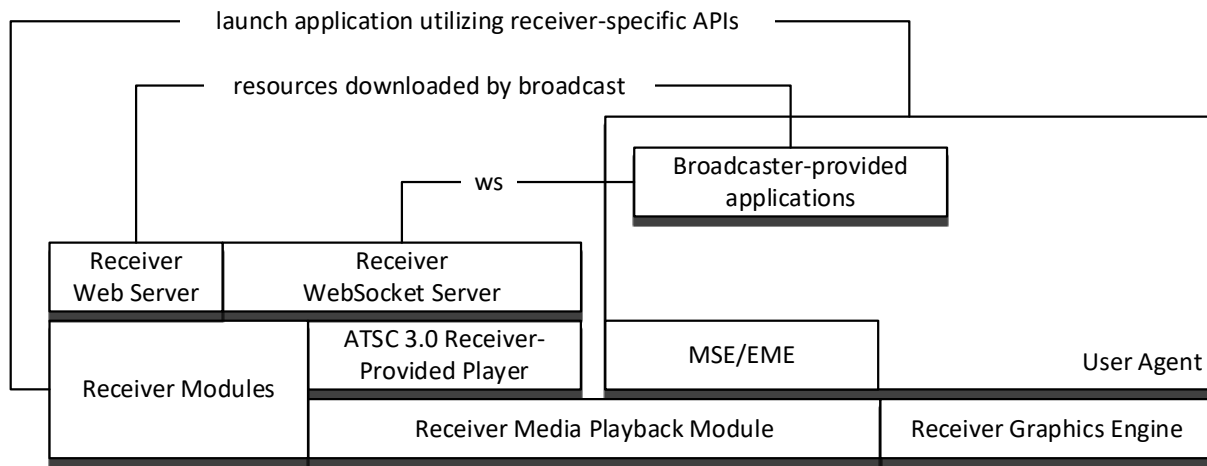 launch application utilizing receiver-specific APIs
resources downloaded by broadcast
Broadcaster-provided
applications
ws
Receiver
Web Server
Receiver
WebSocket Server
ATSC 3.0 Receiver-
Provided Player
MSE/EME
User Agent
Receiver Modules
Receiver Media Playback Module
Receiver Graphics Engine